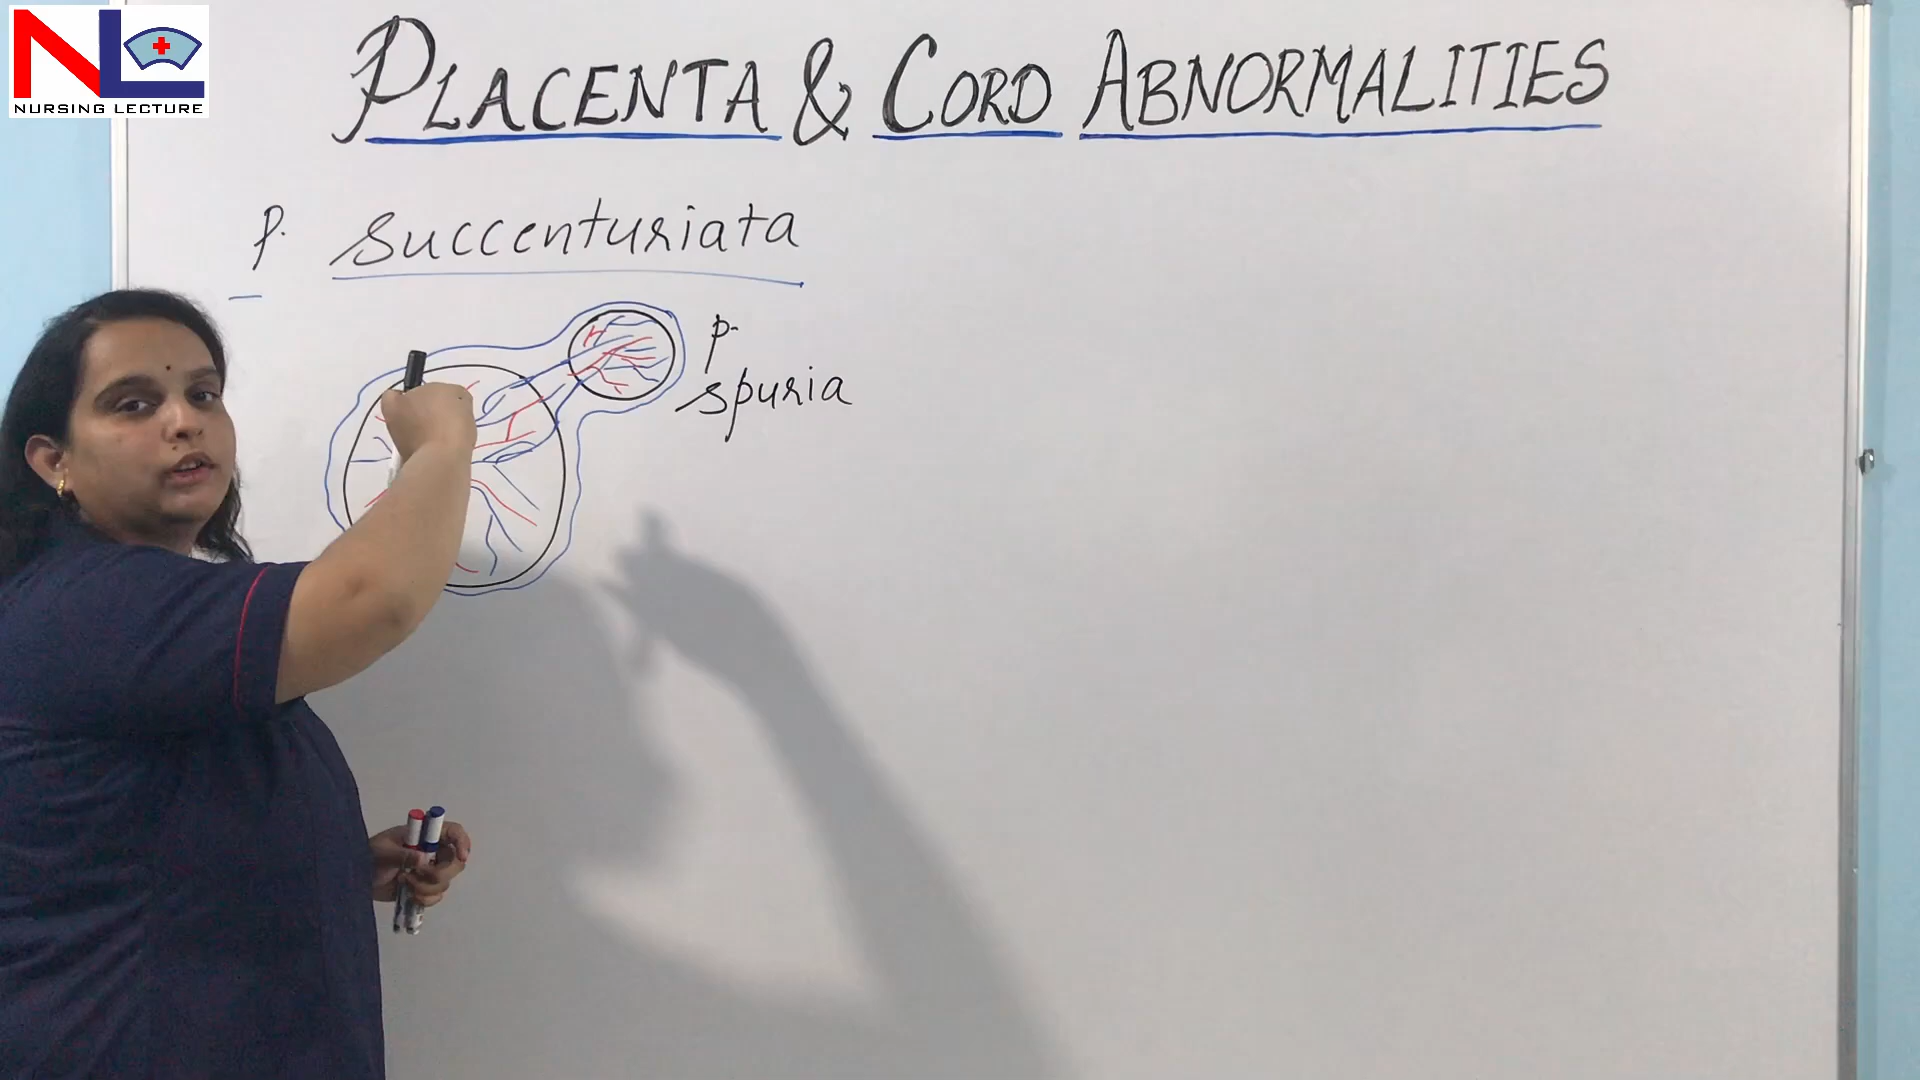 NL
NURSING LECTURE
PLACENTA & CORD ABNORMALITIES
P. succenturiata
p.
spuria